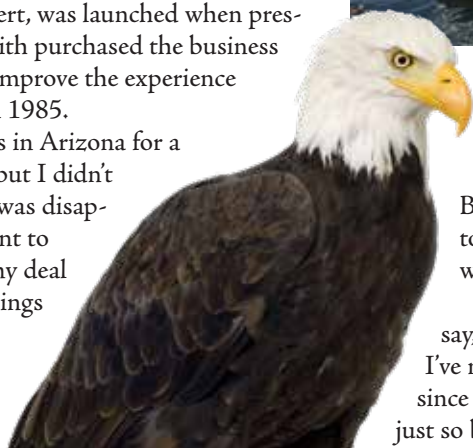 ert, was launched when pres-
ith purchased the business
mprove the experience
1985.
s in Arizona for a
but I didn't
was disap-
nt to
ny deal
ings
B
to
w
say,
I've n
since
just so b